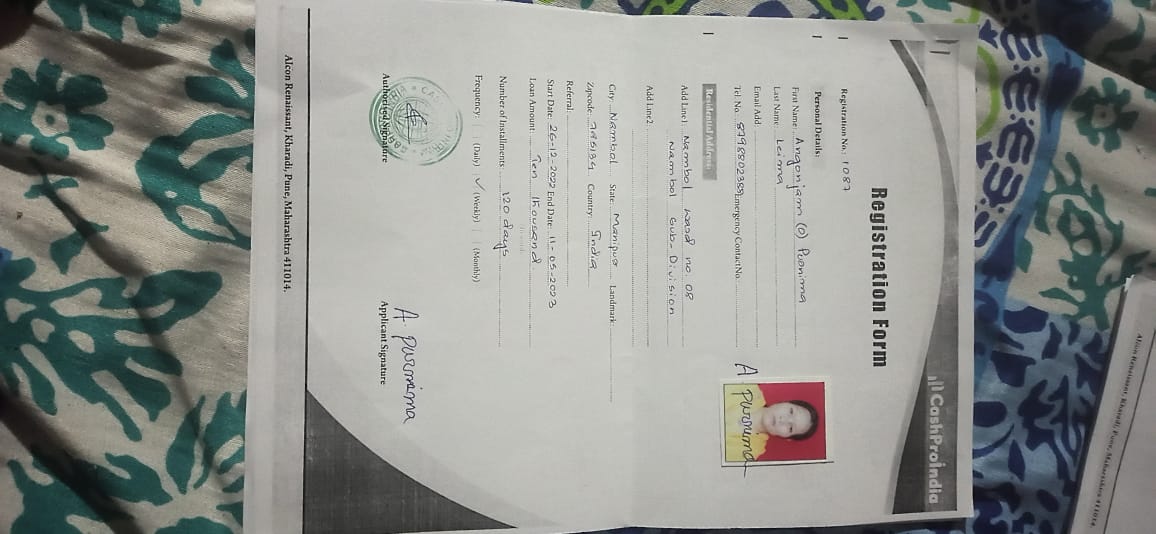 CashProIndia
Registration Form
Registration No.: 1087
Personal Details:
First Name: Angonjam (o) Poonima
Last Name: Leima
Email Add:
Tel. No.: 8798802389 Emergency Contact No.
A Purnima
Residential Address
Add Line1 Nambol Ward no. 08
Nambol Sub-Division
Add Line2
City: Nambol State: Manipur Landmark:
Zipcode: 795134 Country: India
Referral:
Start Date: 26-12-2022 End Date: 11-05-2023
Loan Amount: Ten Thousand
Number of Installments: 120 days
Frequency: (Daily) ✓ (Weekly) (Monthly)
A. Purnima
Authorised Signature Applicant Signature
Alcon Renaissant, Kharadi, Pune, Maharashtra 411014.
Alcon Renaissant, Kharadi, Pune, Maharashtra 411014.